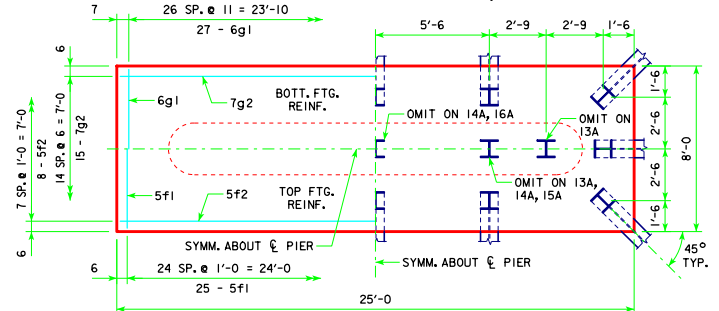 7
26 SP. @ 11 = 23'-10
27 - 6g1
5'-6
2'-9
2'-9
1'-6
6
6g1
7g2
BOTT. FTG.
REINF.
OMIT ON 14A, 16A
OMIT ON
13A
1'-6
2'-6
8'-0
2'-6
1'-6
7 SP. @ 1'-0 = 7'-0
8 - 5f2
14 SP. @ 6 = 7'-0
15 - 7g2
5f1
5f2
TOP FTG.
REINF.
OMIT ON 13A,
14A, 15A
6
SYMM. ABOUT ℄ PIER
SYMM. ABOUT ℄ PIER
45°
TYP.
6
24 SP. @ 1'-0 = 24'-0
25 - 5f1
25'-0